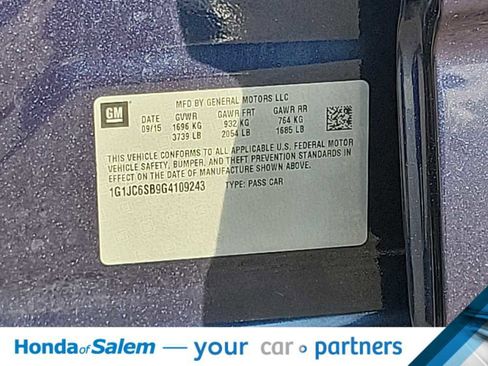 GM
MFD BY GENERAL MOTORS LLC
DATE GVWR GAWR FRT GAWR RR
09/15 1696 KG 932 KG 764 KG
3739 LB 2054 LB 1685 LB
THIS VEHICLE CONFORMS TO ALL APPLICABLE U.S. FEDERAL MOTOR
VEHICLE SAFETY, BUMPER, AND THEFT PREVENTION STANDARDS IN
EFFECT ON THE DATE OF MANUFACTURE SHOWN ABOVE.
1G1JC6SB9G4109243 TYPE: PASS CAR
Honda of Salem — your car partners